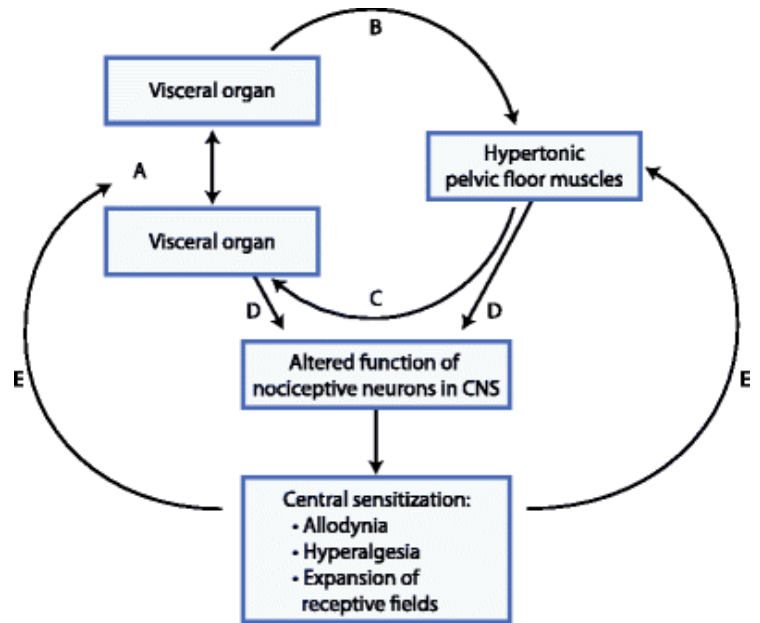 B
Visceral organ
Hypertonic
pelvic floor muscles
A
Visceral organ
C
D
D
Altered function of
nociceptive neurons in CNS
E
E
Central sensitization:
• Allodynia
• Hyperalgesia
• Expansion of
receptive fields